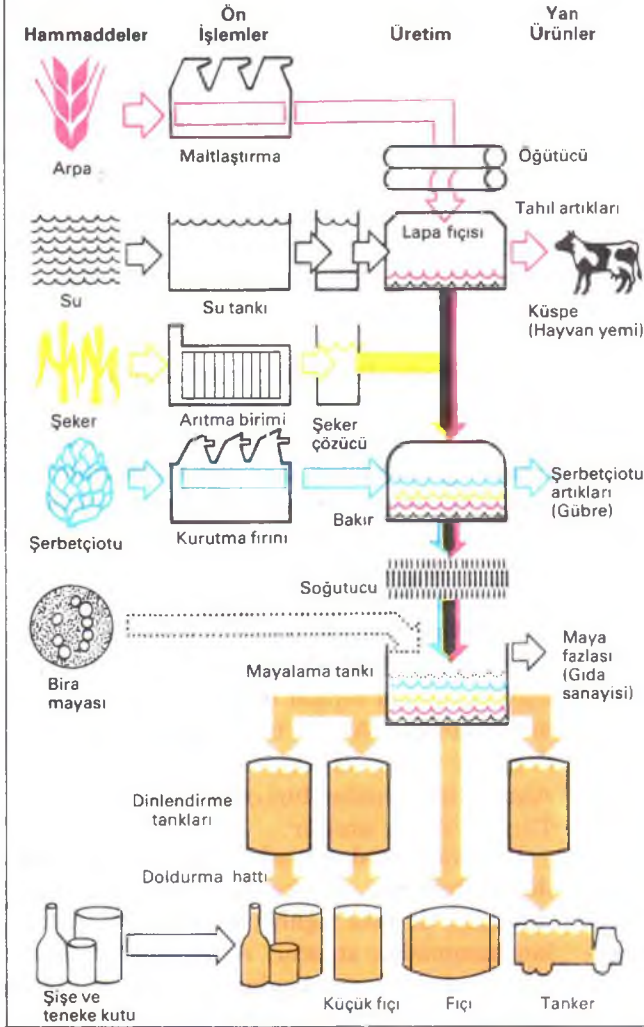 Hammaddeler
Ön
İşlemler
Üretim
Yan
Ürünler
Arpa
Maltlaştırma
Öğütücü
Tahıl artıkları
Lapa fıçısı
Su
Su tankı
Küspe
(Hayvan yemi)
Şeker
Arıtma birimi
Şeker
çözücü
Şerbetçiotu
Kurutma fırını
Bakır
Şerbetçiotu
artıkları
(Gübre)
Soğutucu
Bira
mayası
Mayalama tankı
Maya
fazlası
(Gıda
sanayisi)
Dinlendirme
tankları
Doldurma hattı
Şişe ve
teneke kutu
Küçük fıçı
Fıçı
Tanker